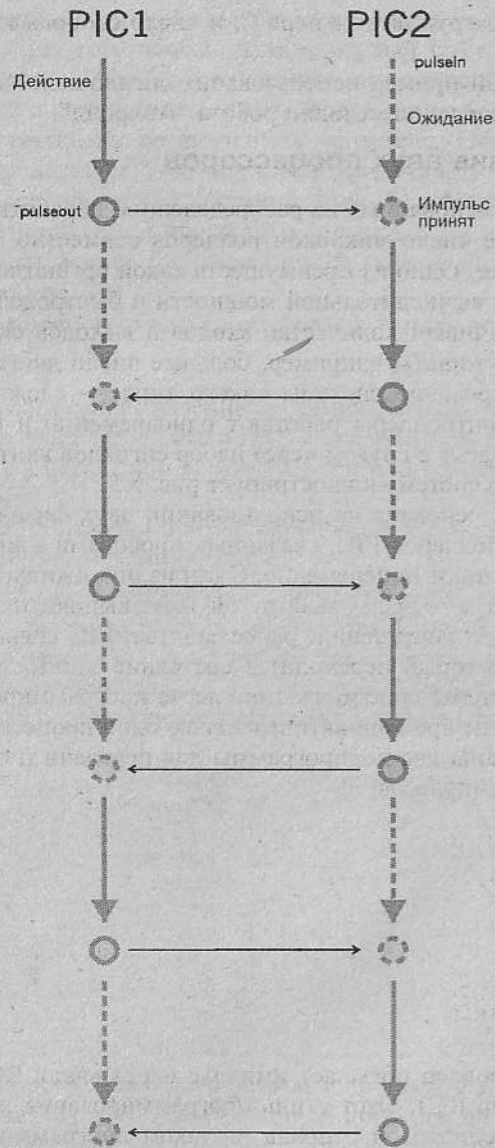 PIC1 PIC2
pulseIn
Действие
Ожидание
pulseout
Импульс
принят